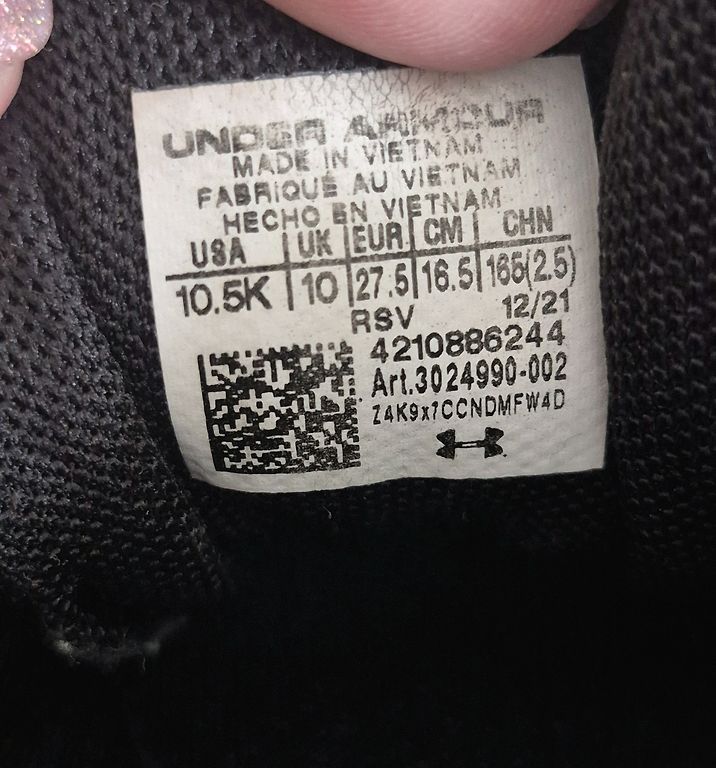 UNDER ARMOUR
MADE IN VIETNAM
FABRIQUÉ AU VIETNAM
HECHO EN VIETNAM
USA UK EUR CM CHN
10.5K 10 27.5 16.5 165(2.5)
RSV 12/21
4210886244
Art.3024990-002
Z4K9x7CCNDMFW4D